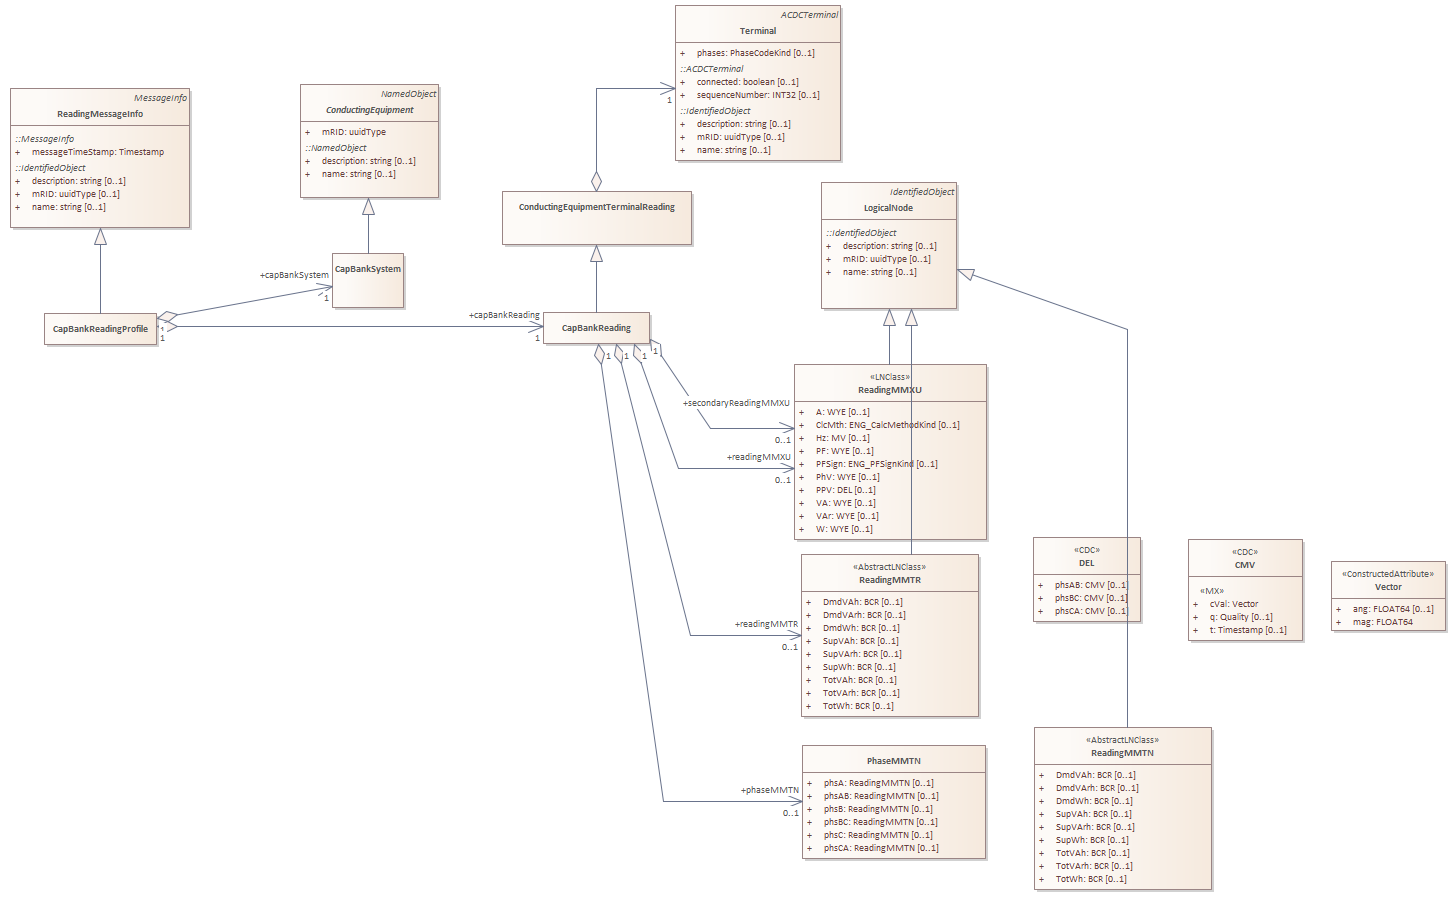 ACDCTerminal
Terminal
+ phases: PhaseCodeKind [0..1]
::ACDCTerminal
+ connected: boolean [0..1]
+ sequenceNumber: INT32 [0..1]
::IdentifiedObject
+ description: string [0..1]
+ mRID: uuidType [0..1]
+ name: string [0..1]
MessageInfo
ReadingMessageInfo
::MessageInfo
+ messageTimeStamp: Timestamp
::IdentifiedObject
+ description: string [0..1]
+ mRID: uuidType [0..1]
+ name: string [0..1]
NamedObject
ConductingEquipment
+ mRID: uuidType
::NamedObject
+ description: string [0..1]
+ name: string [0..1]
1
ConductingEquipmentTerminalReading
IdentifiedObject
LogicalNode
::IdentifiedObject
+ description: string [0..1]
+ mRID: uuidType [0..1]
+ name: string [0..1]
CapBankSystem
+capBankSystem
1
CapBankReadingProfile
1
1
+capBankReading
1
CapBankReading
1
1
1
1
+secondaryReadingMMXU
0..1
+readingMMXU
0..1
«LNClass»
ReadingMMXU
+ A: WYE [0..1]
+ ClcMth: ENG_CalcMethodKind [0..1]
+ Hz: MV [0..1]
+ PF: WYE [0..1]
+ PFSign: ENG_PFSignKind [0..1]
+ PhV: WYE [0..1]
+ PPV: DEL [0..1]
+ VA: WYE [0..1]
+ VAr: WYE [0..1]
+ W: WYE [0..1]
«AbstractLNClass»
ReadingMMTR
+ DmdVAh: BCR [0..1]
+ DmdVArh: BCR [0..1]
+ DmdWh: BCR [0..1]
+ SupVAh: BCR [0..1]
+ SupVArh: BCR [0..1]
+ SupWh: BCR [0..1]
+ TotVAh: BCR [0..1]
+ TotVArh: BCR [0..1]
+ TotWh: BCR [0..1]
+readingMMTR
0..1
«CDC»
DEL
+ phsAB: CMV [0..1]
+ phsBC: CMV [0..1]
+ phsCA: CMV [0..1]
«CDC»
CMV
«MX»
+ cVal: Vector
+ q: Quality [0..1]
+ t: Timestamp [0..1]
«ConstructedAttribute»
Vector
+ ang: FLOAT64 [0..1]
+ mag: FLOAT64
+phaseMMTN
0..1
PhaseMMTN
+ phsA: ReadingMMTN [0..1]
+ phsAB: ReadingMMTN [0..1]
+ phsB: ReadingMMTN [0..1]
+ phsBC: ReadingMMTN [0..1]
+ phsC: ReadingMMTN [0..1]
+ phsCA: ReadingMMTN [0..1]
«AbstractLNClass»
ReadingMMTN
+ DmdVAh: BCR [0..1]
+ DmdVArh: BCR [0..1]
+ DmdWh: BCR [0..1]
+ SupVAh: BCR [0..1]
+ SupVArh: BCR [0..1]
+ SupWh: BCR [0..1]
+ TotVAh: BCR [0..1]
+ TotVArh: BCR [0..1]
+ TotWh: BCR [0..1]